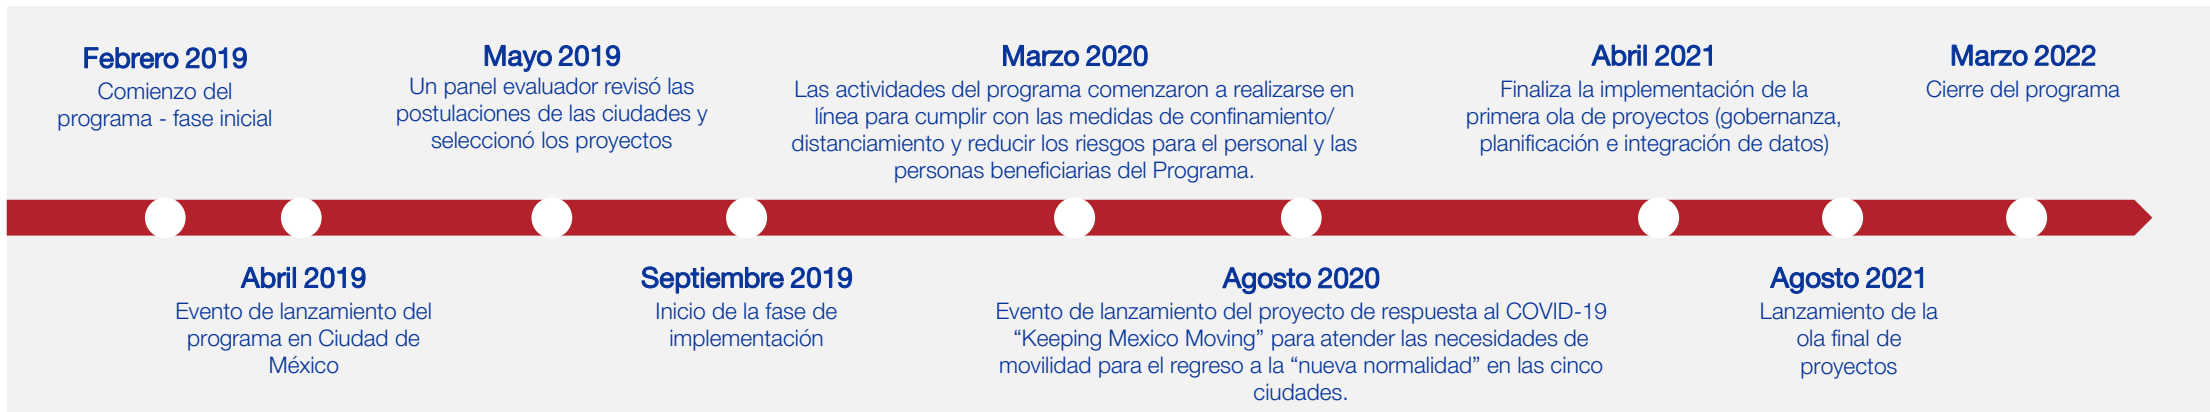 Febrero 2019
Comienzo del
programa - fase inicial
Mayo 2019
Un panel evaluador revisó las
postulaciones de las ciudades y
seleccionó los proyectos
Marzo 2020
Las actividades del programa comenzaron a realizarse en
línea para cumplir con las medidas de confinamiento/
distanciamiento y reducir los riesgos para el personal y las
personas beneficiarias del Programa.
Abril 2021
Finaliza la implementación de la
primera ola de proyectos (gobernanza,
planificación e integración de datos)
Marzo 2022
Cierre del programa
Abril 2019
Evento de lanzamiento del
programa en Ciudad de
México
Septiembre 2019
Inicio de la fase de
implementación
Agosto 2020
Evento de lanzamiento del proyecto de respuesta al COVID-19
“Keeping Mexico Moving” para atender las necesidades de
movilidad para el regreso a la “nueva normalidad” en las cinco
ciudades.
Agosto 2021
Lanzamiento de la
ola final de
proyectos